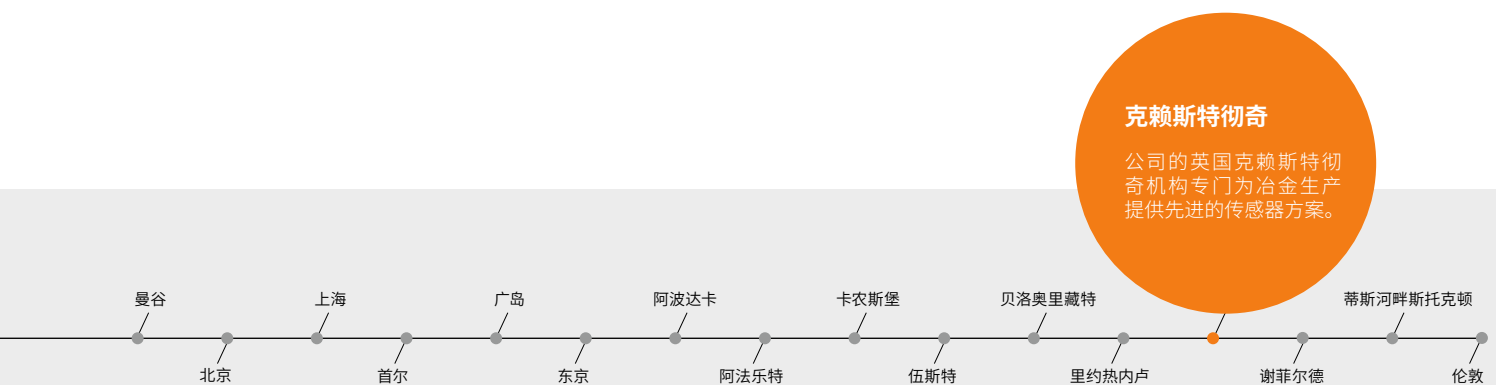 克赖斯特彻奇
公司的英国克赖斯特彻
奇机构专门为冶金生产
提供先进的传感器方案。
曼谷
上海
广岛
阿波达卡
卡农斯堡
贝洛奥里藏特
蒂斯河畔斯托克顿
北京
首尔
东京
阿法乐特
伍斯特
里约热内卢
谢菲尔德
伦敦